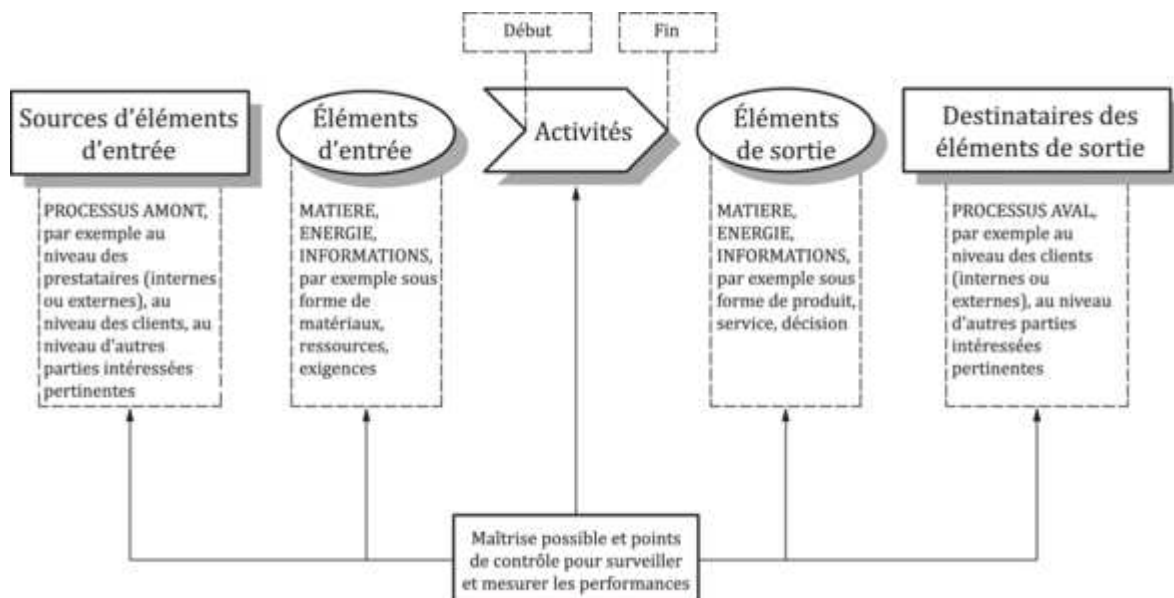 Début
Fin
Sources d'éléments
d'entrée
Éléments
d'entrée
Activités
Éléments
de sortie
Destinataires des
éléments de sortie
PROCESSUS AMONT,
par exemple au
niveau des
prestataires (internes
ou externes), au
niveau des clients, au
niveau d'autres
parties intéressées
pertinentes
MATIERE,
ENERGIE,
INFORMATIONS,
par exemple sous
forme de
matériaux,
ressources,
exigences
MATIERE,
ENERGIE,
INFORMATIONS,
par exemple sous
forme de produit,
service, décision
PROCESSUS AVAL,
par exemple au
niveau des clients
(internes ou
externes), au niveau
d'autres parties
intéressées
pertinentes
Maîtrise possible et points
de contrôle pour surveiller
et mesurer les performances